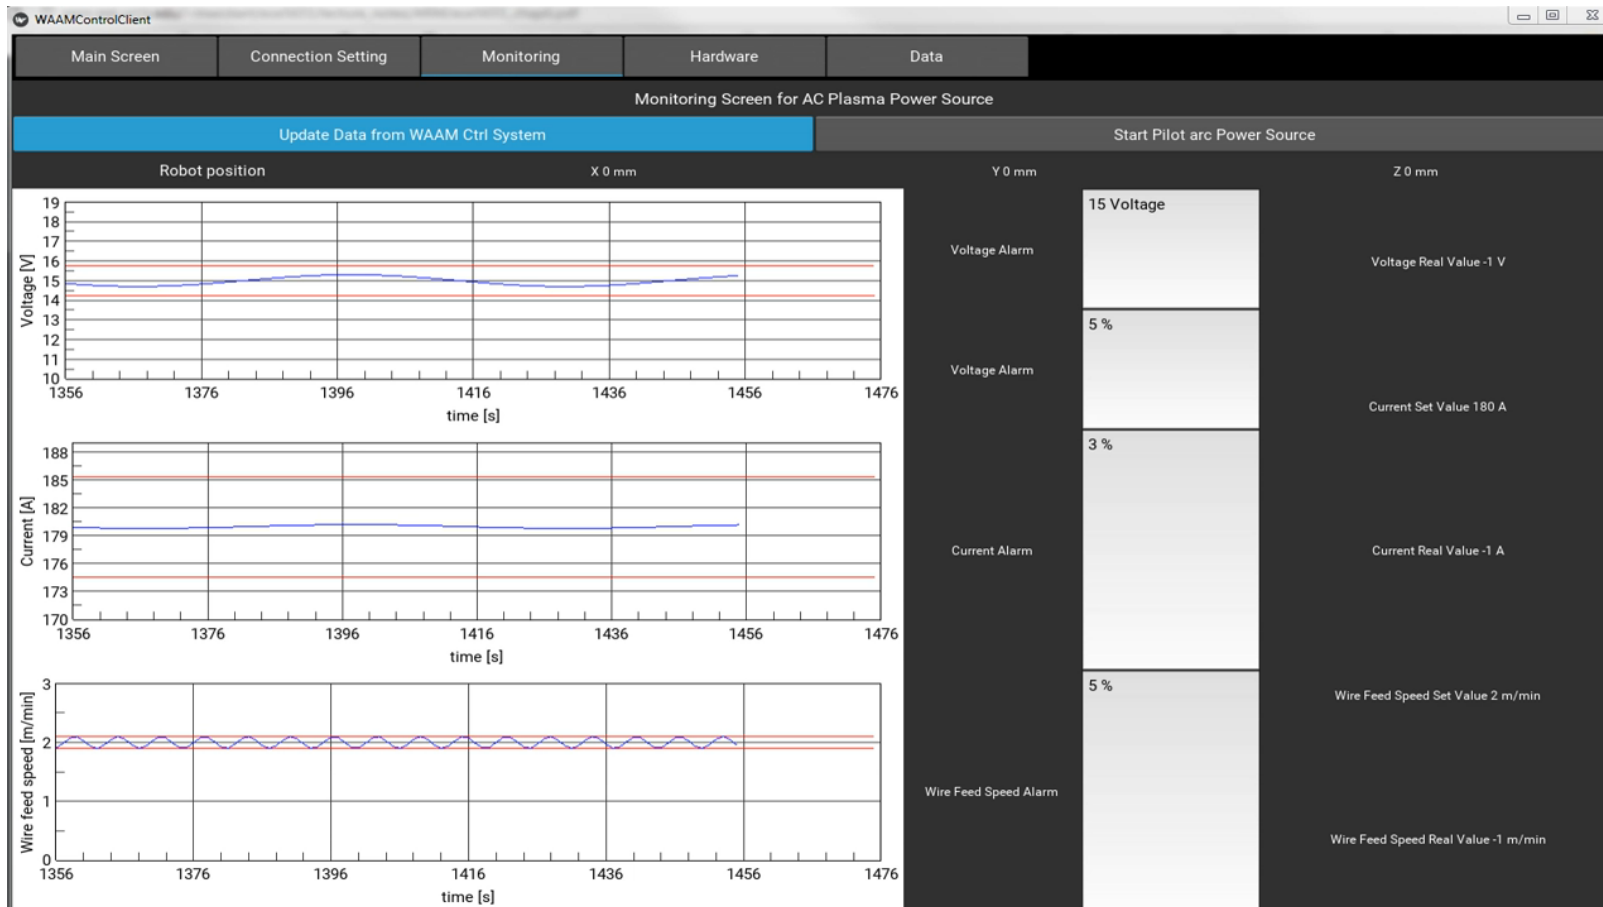 WAAMControlClient
Main Screen Connection Setting Monitoring Hardware Data
Monitoring Screen for AC Plasma Power Source
Update Data from WAAM Ctrl System Start Pilot arc Power Source
Robot position X 0 mm Y 0 mm Z 0 mm
Voltage [V]
19
18
17
16
15
14
13
12
11
10
1356 1376 1396 1416 1436 1456 1476
time [s]
Current [A]
188
185
182
179
176
173
170
1356 1376 1396 1416 1436 1456 1476
time [s]
Wire feed speed [m/min]
3
2
1
0
1356 1376 1396 1416 1436 1456 1476
time [s]
Voltage Alarm
15 Voltage
Voltage Real Value -1 V
Voltage Alarm
5 %
Current Set Value 180 A
Current Alarm
3 %
Current Real Value -1 A
Wire Feed Speed Alarm
5 %
Wire Feed Speed Set Value 2 m/min
Wire Feed Speed Real Value -1 m/min